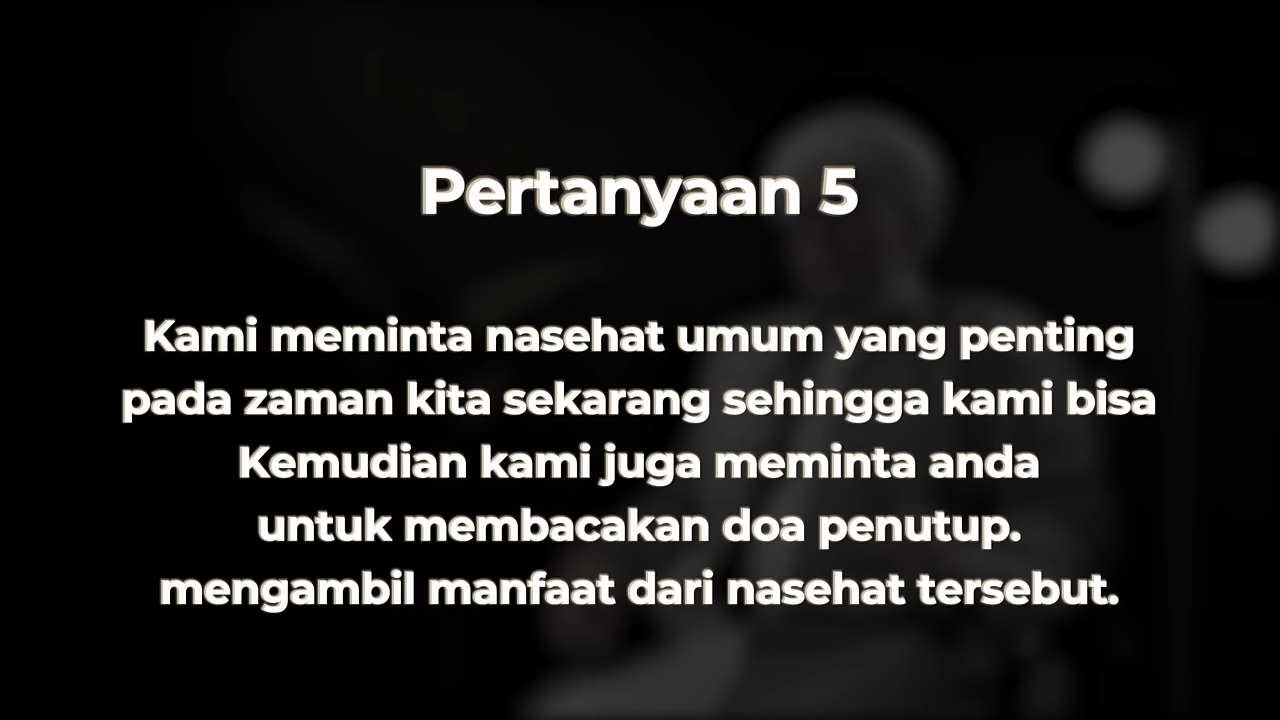 Pertanyaan 5
Kami meminta nasehat umum yang penting
pada zaman kita sekarang sehingga kami bisa
Kemudian kami juga meminta anda
untuk membacakan doa penutup.
mengambil manfaat dari nasehat tersebut.